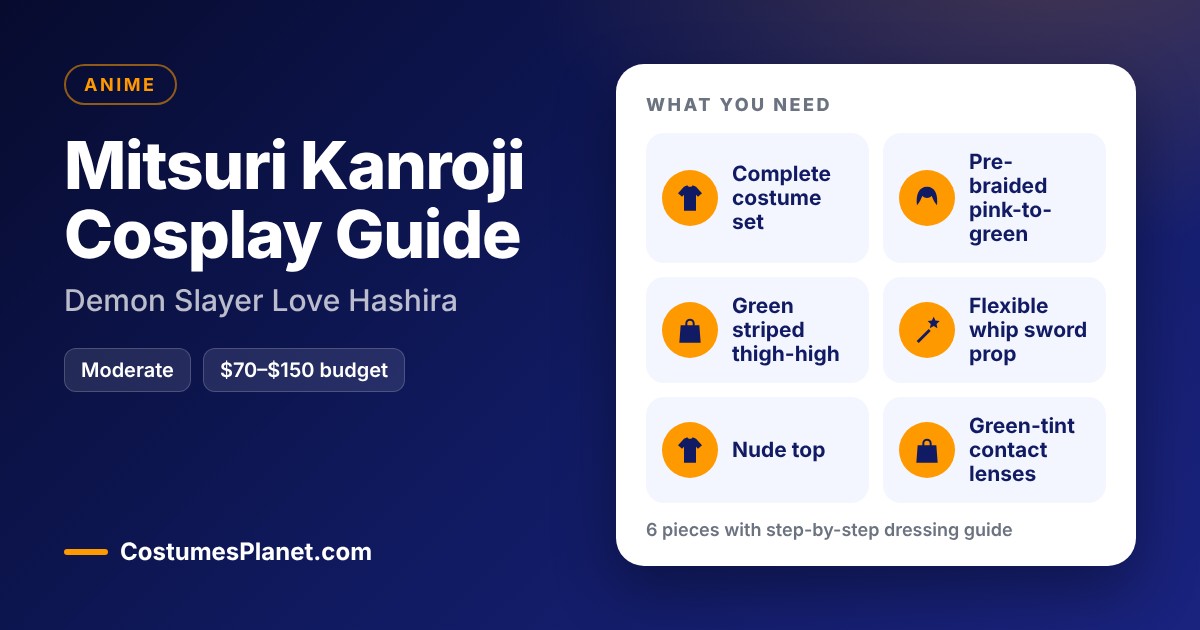 ANIME
Mitsuri Kanroji
Cosplay Guide
Demon Slayer Love Hashira
Moderate
$70–$150 budget
CostumesPlanet.com
WHAT YOU NEED
Complete
costume
set
Pre-
braided
pink-to-
green
Green
striped
thigh-high
Flexible
whip sword
prop
Nude top
Green-tint
contact
lenses
6 pieces with step-by-step dressing guide